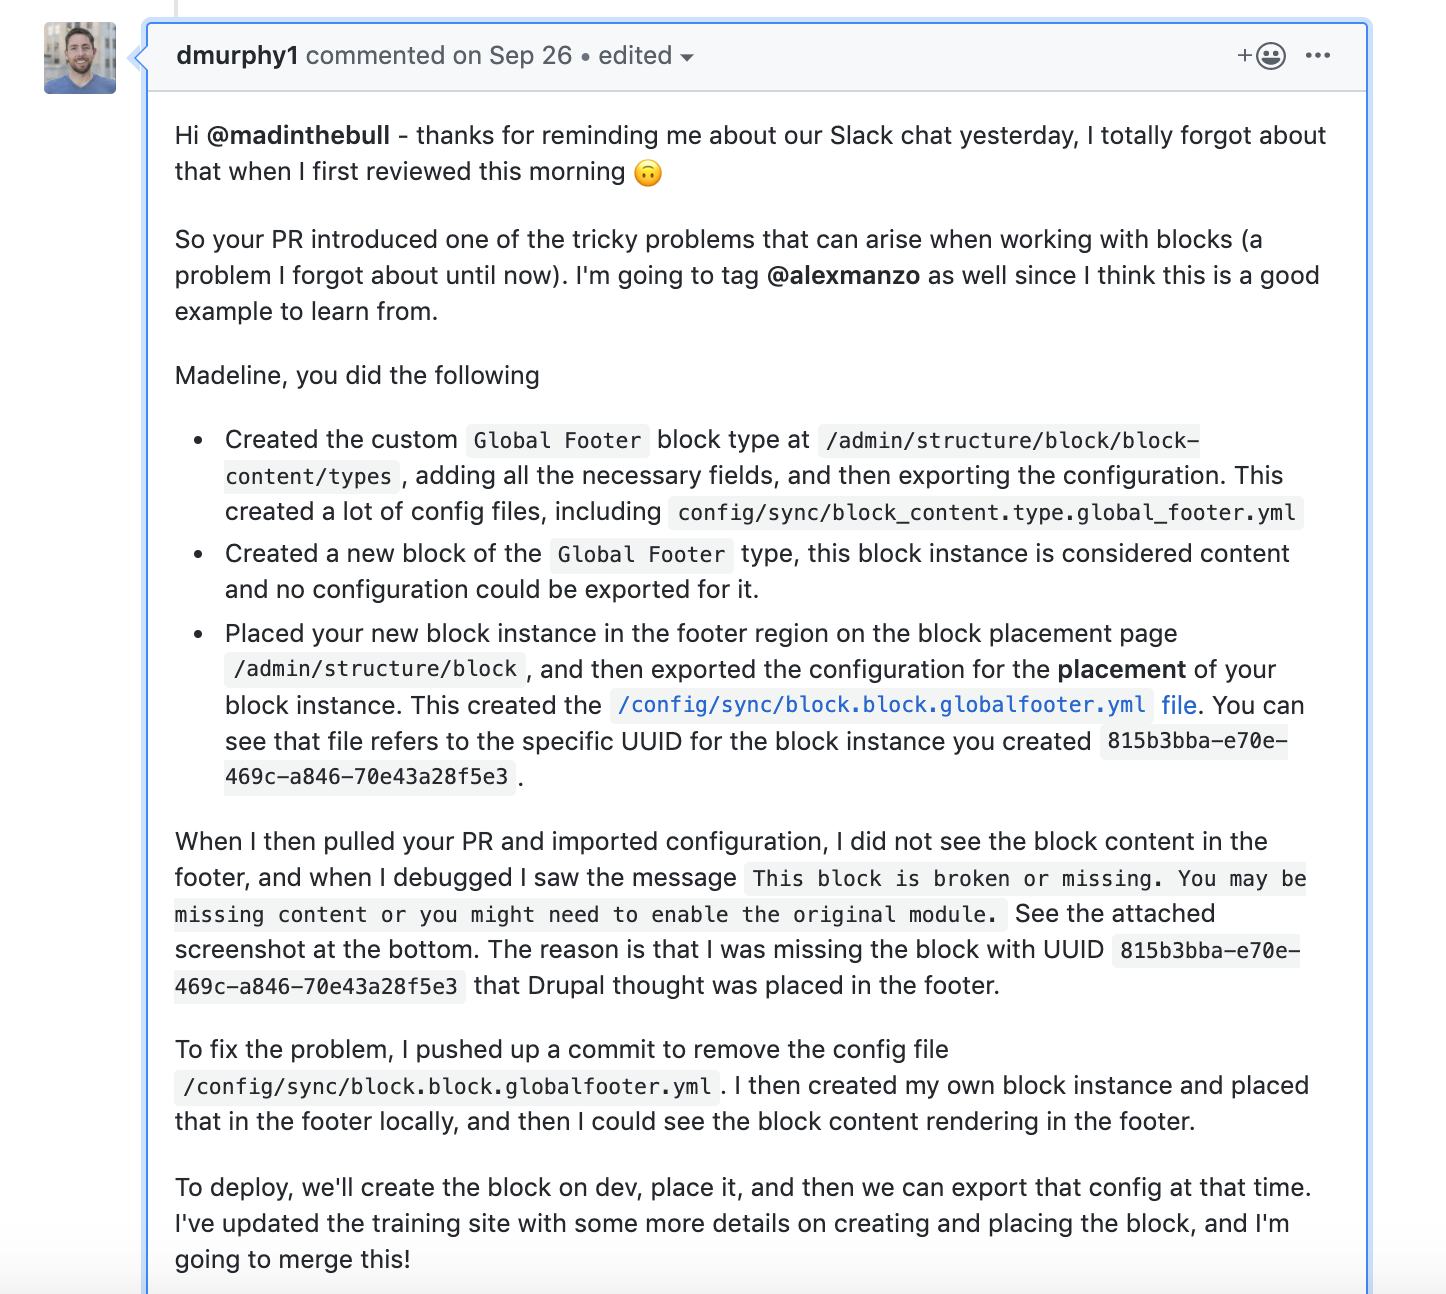 dmurphy1 commented on Sep 26 • edited
Hi @madinthebull - thanks for reminding me about our Slack chat yesterday, I totally forgot about
that when I first reviewed this morning 🙃
So your PR introduced one of the tricky problems that can arise when working with blocks (a
problem I forgot about until now). I'm going to tag @alexmanzo as well since I think this is a good
example to learn from.
Madeline, you did the following
• Created the custom Global Footer block type at /admin/structure/block/block-
content/types, adding all the necessary fields, and then exporting the configuration. This
created a lot of config files, including config/sync/block_content.type.global_footer.yml
• Created a new block of the Global Footer type, this block instance is considered content
and no configuration could be exported for it.
• Placed your new block instance in the footer region on the block placement page
/admin/structure/block, and then exported the configuration for the placement of your
block instance. This created the /config/sync/block.block.globalfooter.yml file. You can
see that file refers to the specific UUID for the block instance you created 815b3bba-e70e-
469c-a846-70e43a28f5e3.
When I then pulled your PR and imported configuration, I did not see the block content in the
footer, and when I debugged I saw the message This block is broken or missing. You may be
missing content or you might need to enable the original module. See the attached
screenshot at the bottom. The reason is that I was missing the block with UUID 815b3bba-e70e-
469c-a846-70e43a28f5e3 that Drupal thought was placed in the footer.
To fix the problem, I pushed up a commit to remove the config file
/config/sync/block.block.globalfooter.yml. I then created my own block instance and placed
that in the footer locally, and then I could see the block content rendering in the footer.
To deploy, we'll create the block on dev, place it, and then we can export that config at that time.
I've updated the training site with some more details on creating and placing the block, and I'm
going to merge this!